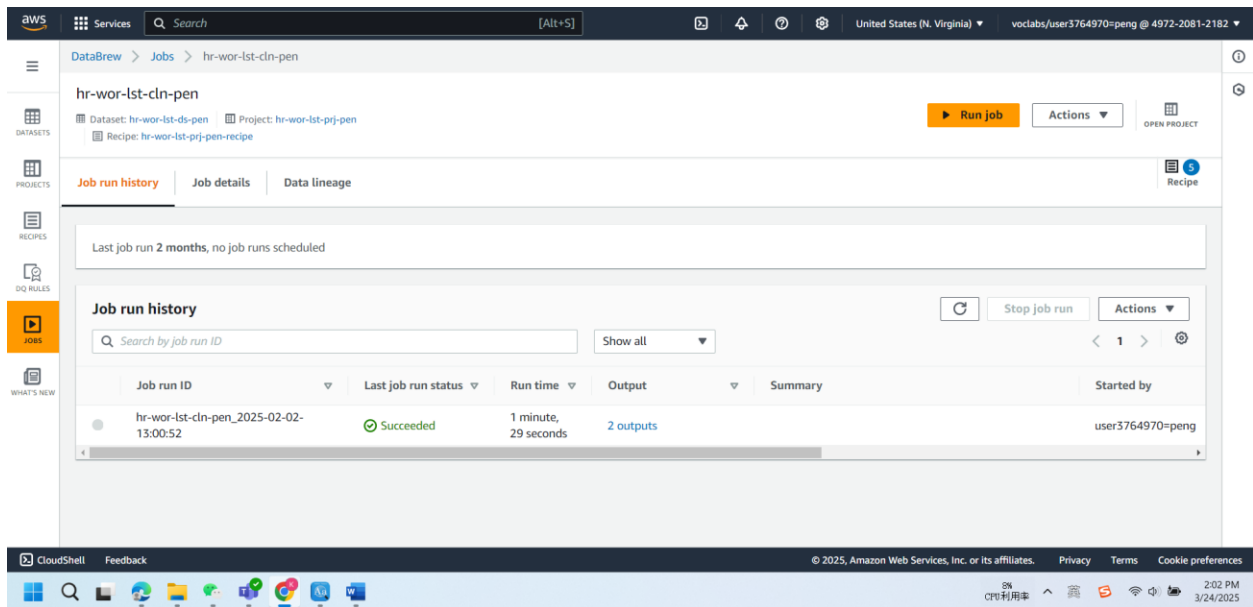 aws
Services
Search
[Alt+S]
United States (N. Virginia) ▼
voclabs/user3764970=peng @ 4972-2081-2182 ▼
DataBrew > Jobs > hr-wor-lst-cln-pen
hr-wor-lst-cln-pen
Dataset: hr-wor-lst-ds-pen Project: hr-wor-lst-prj-pen
Recipe: hr-wor-lst-prj-pen-recipe
Run job
Actions ▼
OPEN PROJECT
DATASETS
PROJECTS
RECIPES
DQ RULES
JOBS
WHAT'S NEW
Job run history
Job details
Data lineage
5
Recipe
Last job run 2 months, no job runs scheduled
Job run history
Stop job run
Actions ▼
Search by job run ID
Show all
< 1 >
Job run ID
Last job run status
Run time
Output
Summary
Started by
hr-wor-lst-cln-pen_2025-02-02-
13:00:52
Succeeded
1 minute,
29 seconds
2 outputs
user3764970=peng
CloudShell
Feedback
© 2025, Amazon Web Services, Inc. or its affiliates.
Privacy
Terms
Cookie preferences
8%
CPU利用率
2:02 PM
3/24/2025